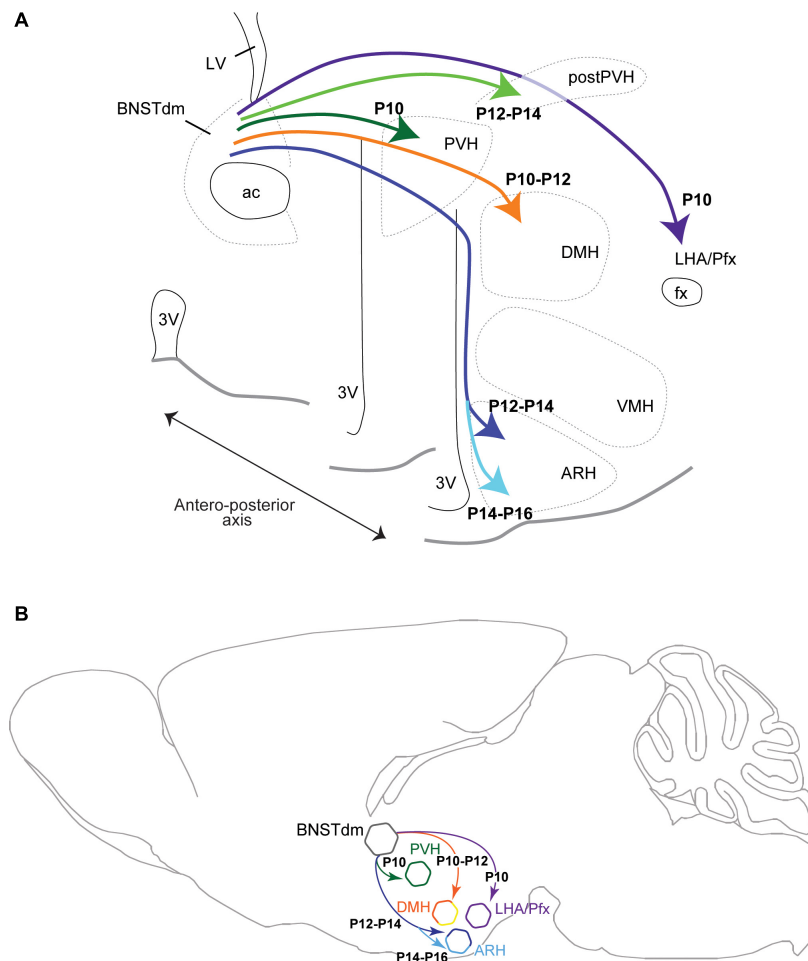 A
LV
postPVH
BNSTdm
P10
P12-P14
PVH
P10-P12
ac
P10
DMH
LHA/Pfx
fx
3V
3V
P12-P14
VMH
3V
ARH
Antero-posterior
axis
P14-P16
B
BNSTdm
PVH
P10
P10-P12
P10
DMH
LHA/Pfx
P12-P14
ARH
P14-P16